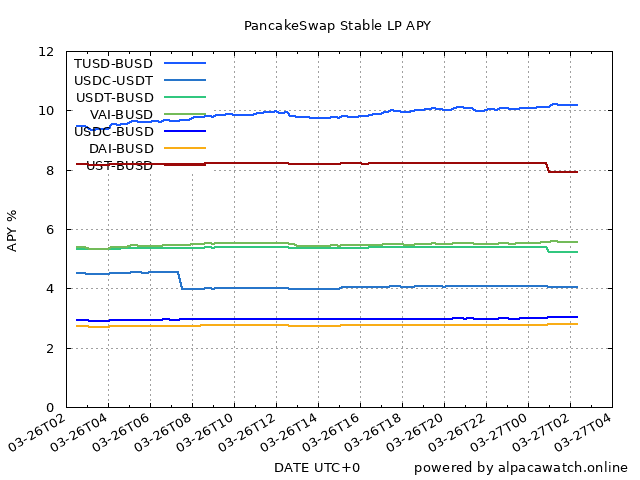 PancakeSwap Stable LP APY
12
10
8
6
4
2
0
APY %
TUSD-BUSD
USDC-USDT
USDT-BUSD
VAI-BUSD
USDC-BUSD
DAI-BUSD
UST-BUSD
03-26T02
03-26T04
03-26T06
03-26T08
03-26T10
03-26T12
03-26T14
03-26T16
03-26T18
03-26T20
03-26T22
03-27T00
03-27T02
03-27T04
DATE UTC+0
powered by alpacawatch.online